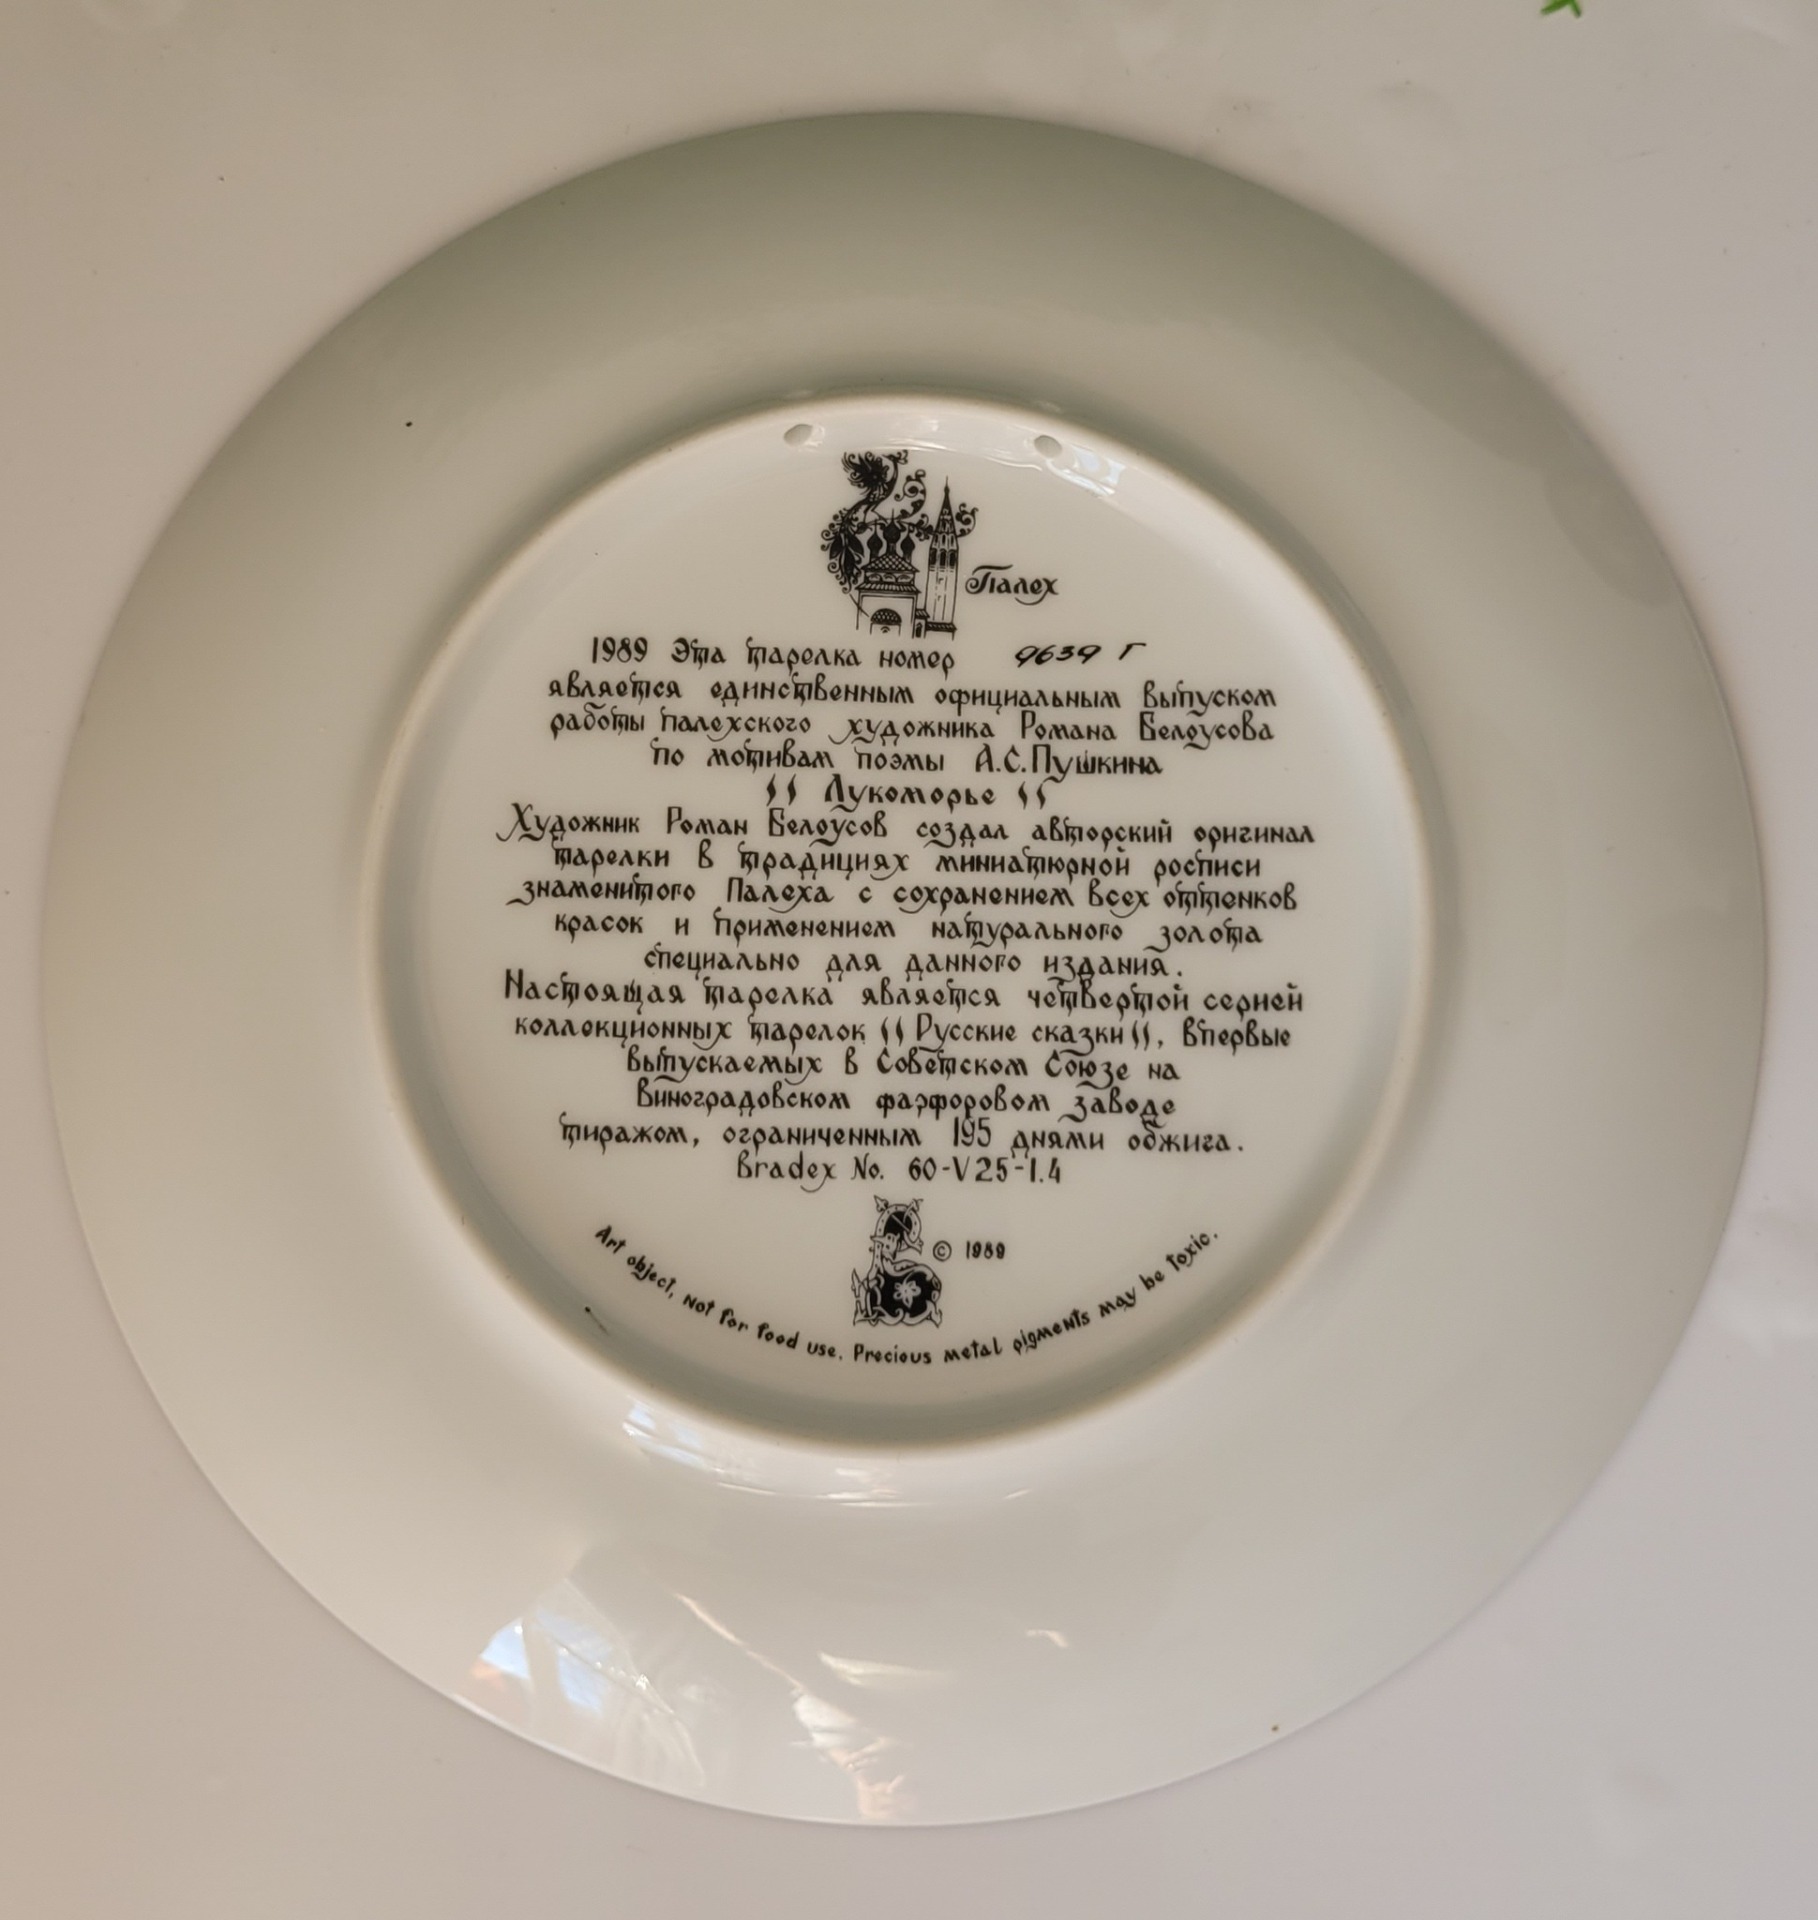 Палех
1989 Эта тарелка номер 9639 Г
является единственным официальным выпуском
работы палехского художника Романа Белоусова
по мотивам поэмы А.С.Пушкина
"Лукоморье"
Художник Роман Белоусов создал авторский оригинал
тарелки в традициях миниатюрной росписи
знаменитого Палеха с сохранением всех оттенков
красок и применением натурального золота
специально для данного издания.
Настоящая тарелка является четвертой серией
коллекционных тарелок "Русские сказки", впервые
выпускаемых в Советском Союзе на
Виноградовском фарфоровом заводе
тиражом, ограниченным 195 днями обжига.
Bradex No. 60-V25-1.4
© 1989
Art object, not for food use. Precious metal pigments may be toxic.